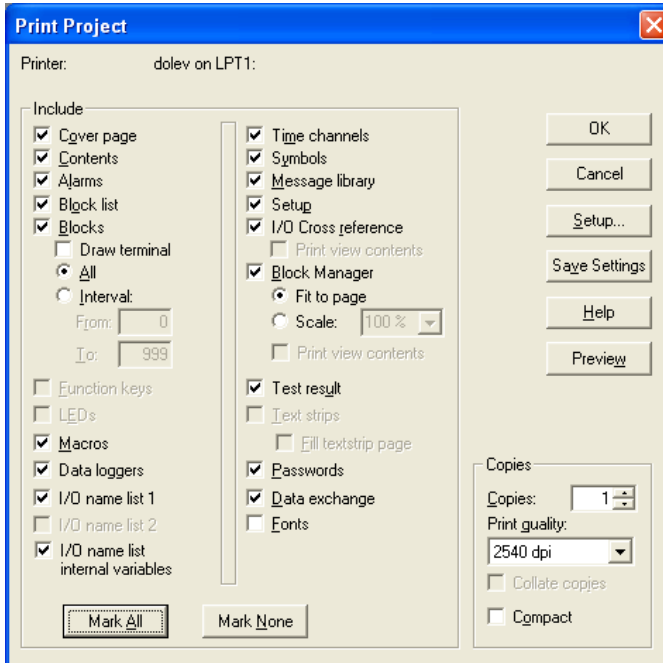 Print Project
Printer: dolev on LPT1:
Include
Cover page
Contents
Alarms
Block list
Blocks
Draw terminal
All
Interval:
From: 0
To: 999
Function keys
LEDs
Macros
Data loggers
I/O name list 1
I/O name list 2
I/O name list
internal variables
Time channels
Symbols
Message library
Setup
I/O Cross reference
Print view contents
Block Manager
Fit to page
Scale: 100 %
Print view contents
Test result
Text strips
Fill textstrip page
Passwords
Data exchange
Fonts
Mark All
Mark None
OK
Cancel
Setup...
Save Settings
Help
Preview
Copies
Copies: 1
Print quality:
2540 dpi
Collate copies
Compact